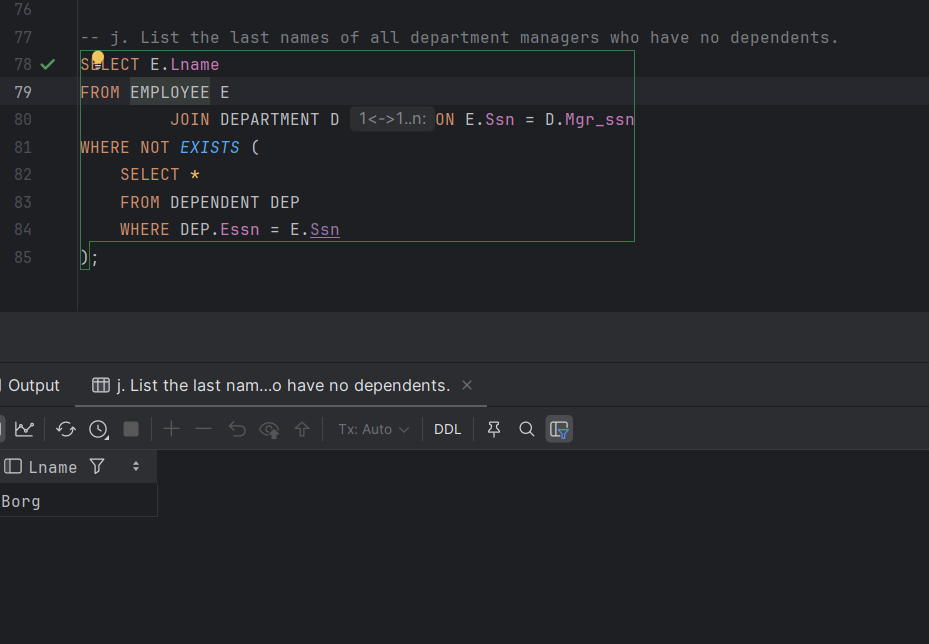 76
77 -- j. List the last names of all department managers who have no dependents.
78 SELECT E.Lname
79 FROM EMPLOYEE E
80 JOIN DEPARTMENT D 1<->1..n: ON E.Ssn = D.Mgr_ssn
81 WHERE NOT EXISTS (
82 SELECT *
83 FROM DEPENDENT DEP
84 WHERE DEP.Essn = E.Ssn
85 );
Output j. List the last nam...o have no dependents.
Tx: Auto DDL
Lname
Borg